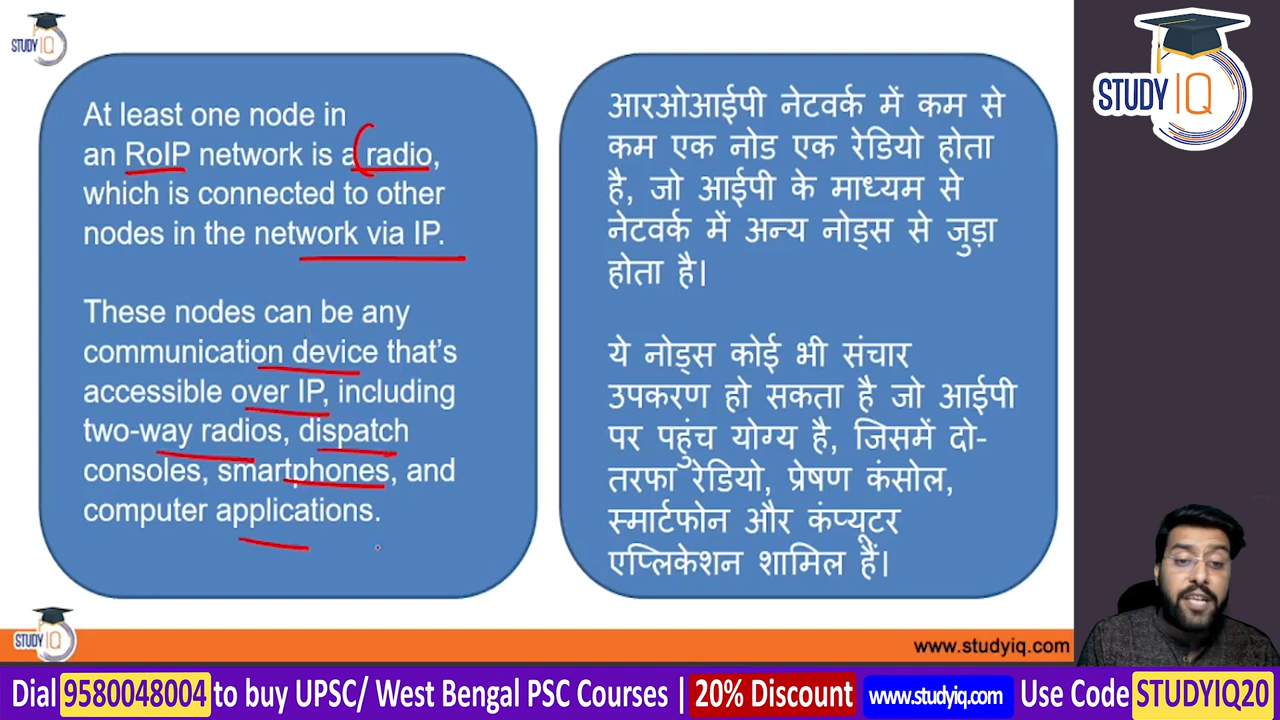 STUDY IQ
At least one node in
an RoIP network is a radio,
which is connected to other
nodes in the network via IP.
These nodes can be any
communication device that's
accessible over IP, including
two-way radios, dispatch
consoles, smartphones, and
computer applications.
आरओआईपी नेटवर्क में कम से
कम एक नोड एक रेडियो होता
है, जो आईपी के माध्यम से
नेटवर्क में अन्य नोड्स से जुड़ा
होता है।
ये नोड्स कोई भी संचार
उपकरण हो सकता है जो आईपी
पर पहुंच योग्य है, जिसमें दो-
तरफा रेडियो, प्रेषण कंसोल,
स्मार्टफोन और कंप्यूटर
एप्लिकेशन शामिल हैं।
STUDY IQ
STUDY IQ
www.studyiq.com
Dial 9580048004 to buy UPSC/ West Bengal PSC Courses | 20% Discount www.studyiq.com Use Code STUDYIQ20